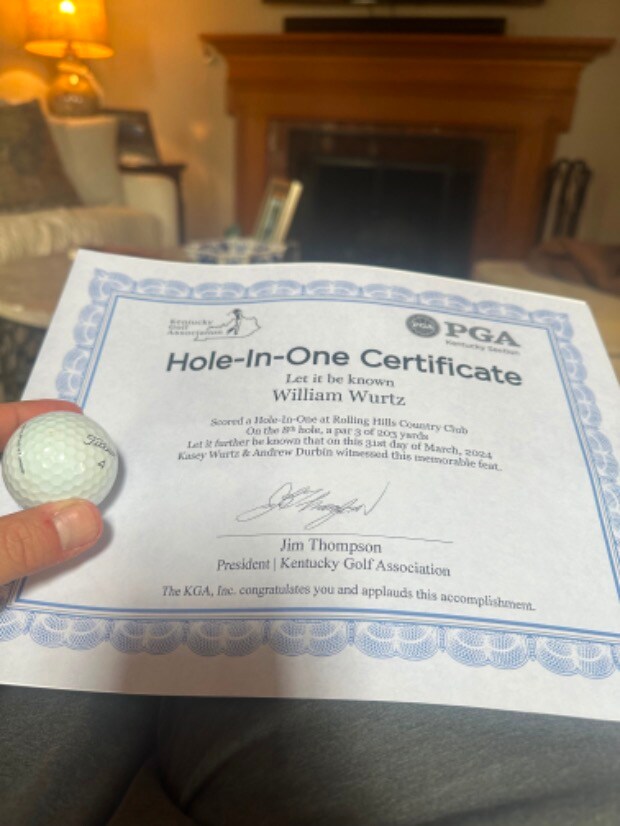 Kentucky
Golf
Association
PGA
PGA
Kentucky Section
Hole-In-One Certificate
Let it be known
William Wurtz
Scored a Hole-In-One at Rolling Hills Country Club
On the 8th hole, a par 3 of 203 yards
Let it further be known that on this 31st day of March, 2024
Kasey Wurtz & Andrew Durbin witnessed this memorable feat.
Jim Thompson
President | Kentucky Golf Association
The KGA, Inc. congratulates you and applauds this accomplishment.
Titleist
4